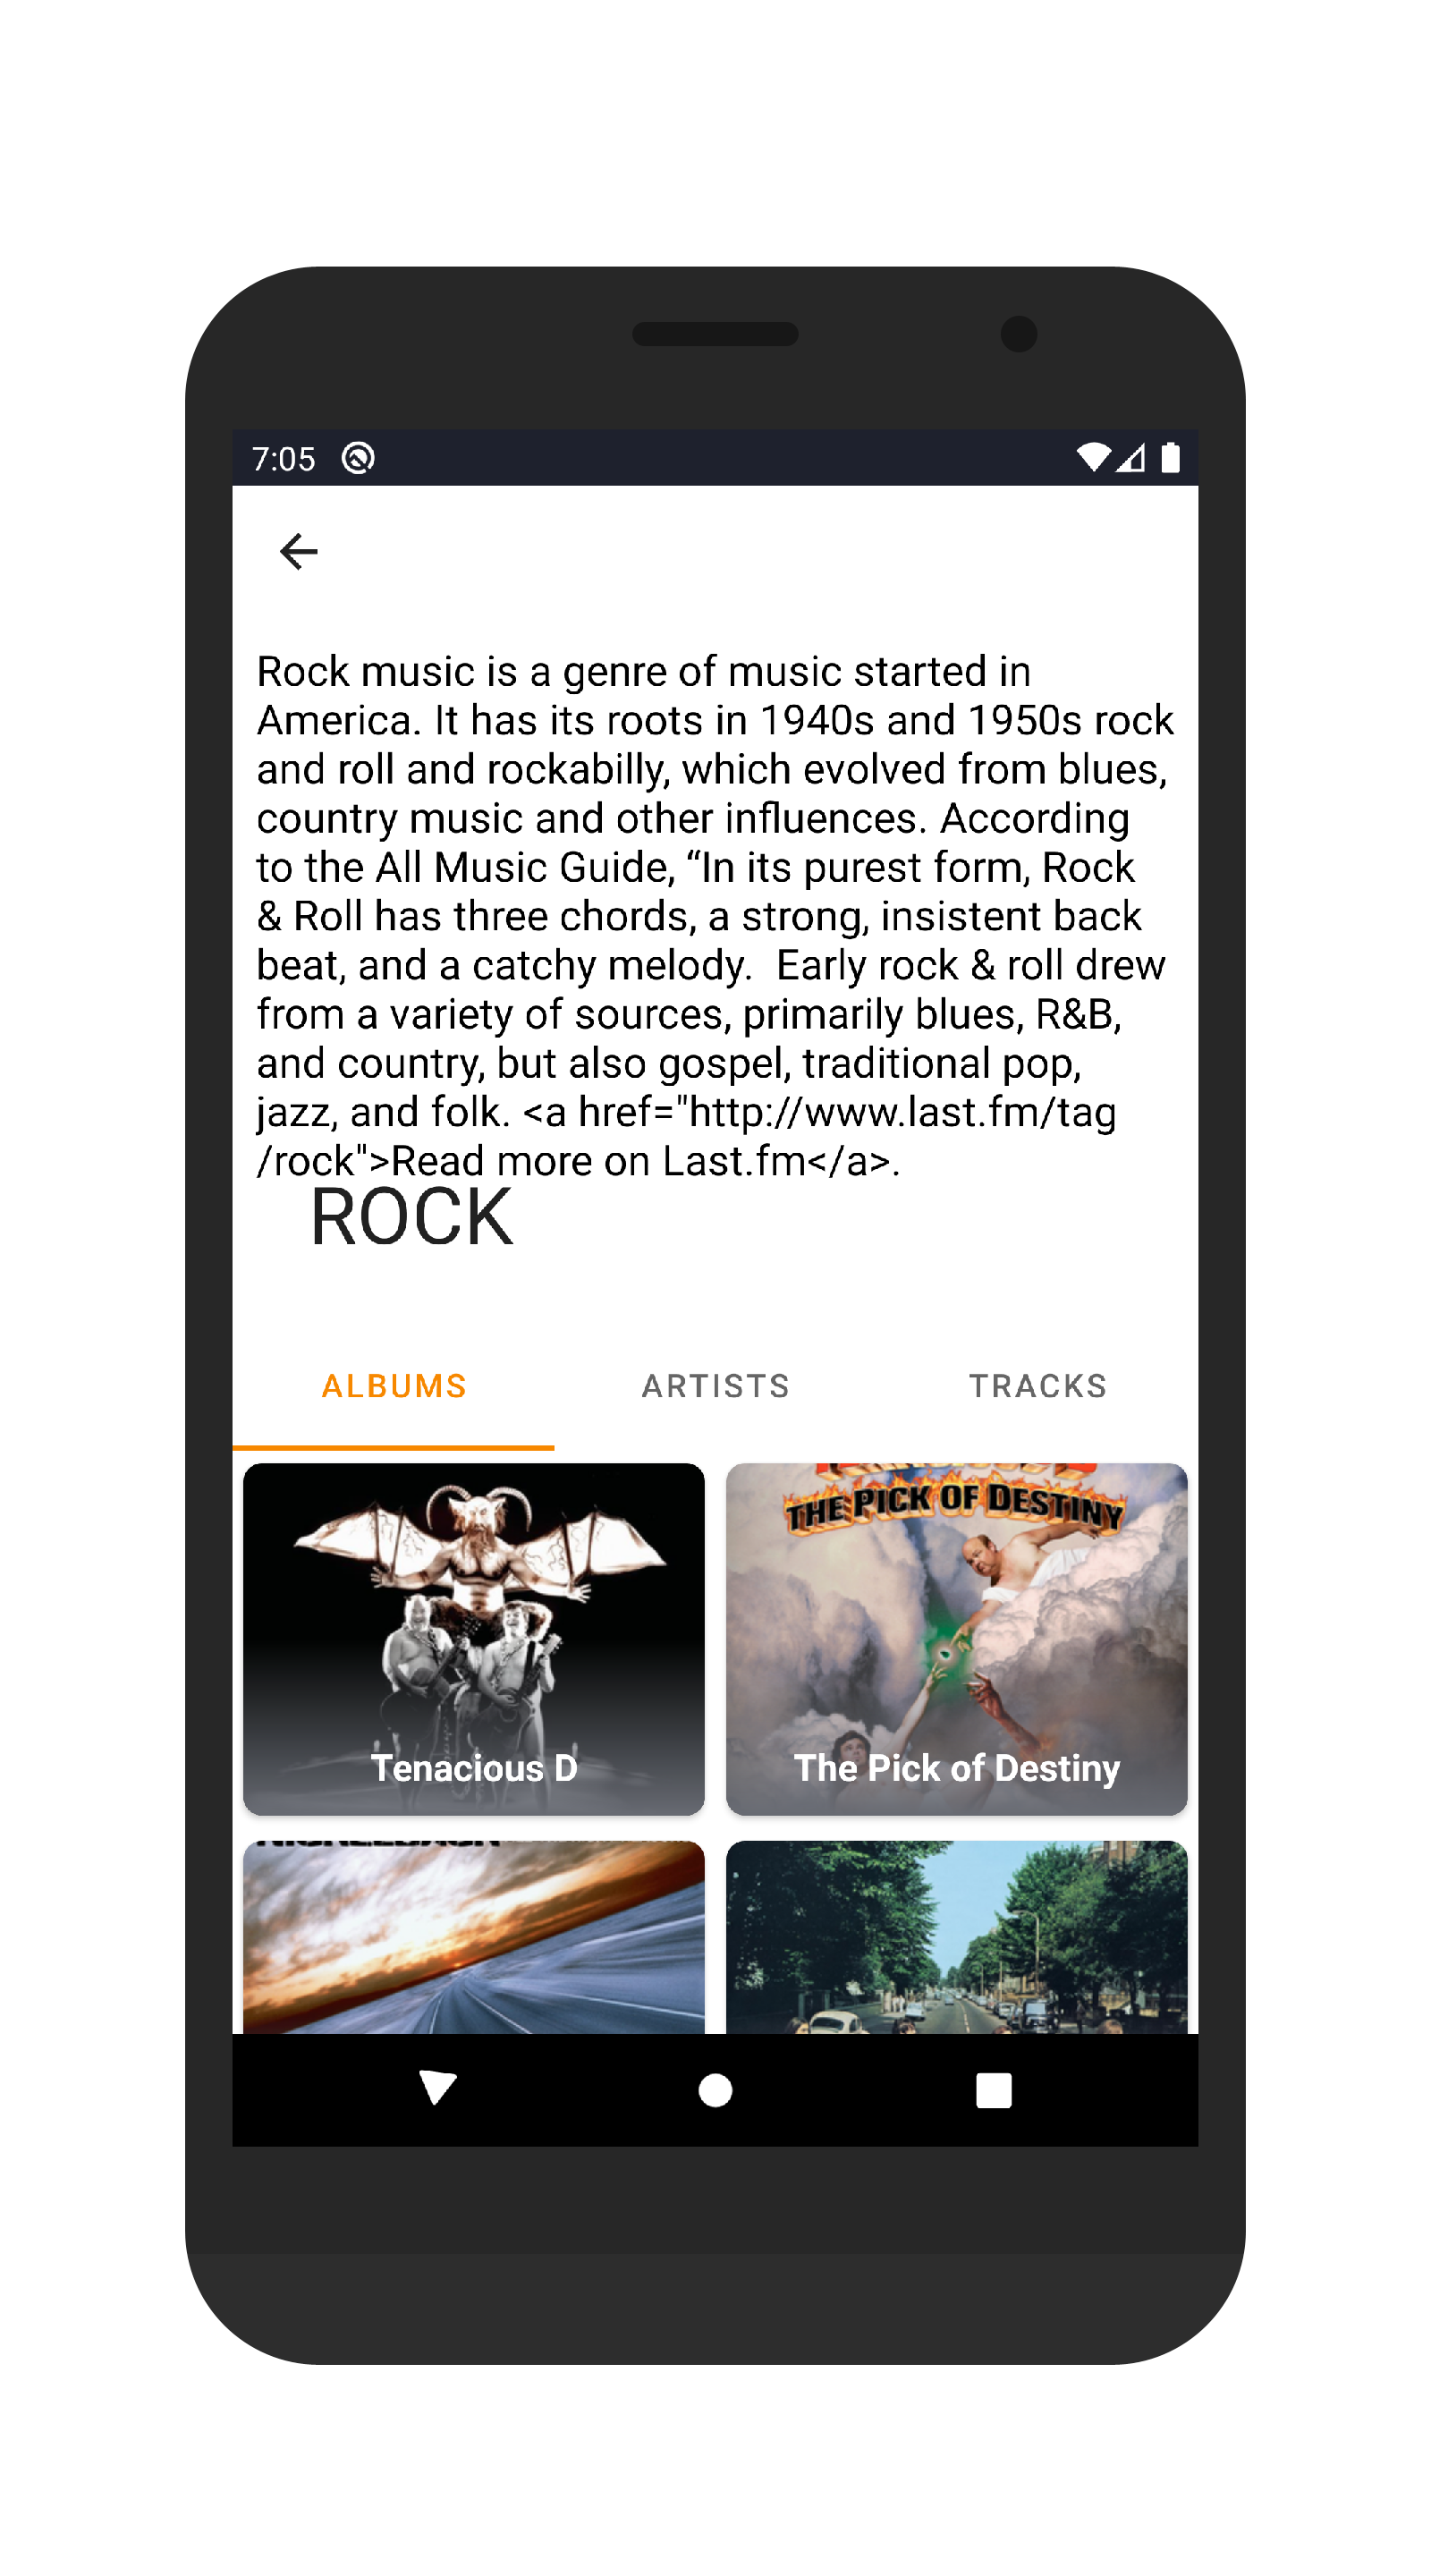 7:05
Rock music is a genre of music started in
America. It has its roots in 1940s and 1950s rock
and roll and rockabilly, which evolved from blues,
country music and other influences. According
to the All Music Guide, “In its purest form, Rock
& Roll has three chords, a strong, insistent back
beat, and a catchy melody.  Early rock & roll drew
from a variety of sources, primarily blues, R&B,
and country, but also gospel, traditional pop,
jazz, and folk. <a href="http://www.last.fm/tag
/rock">Read more on Last.fm</a>.
ROCK
ALBUMS ARTISTS TRACKS
THE PICK OF DESTINY
Tenacious D
The Pick of Destiny